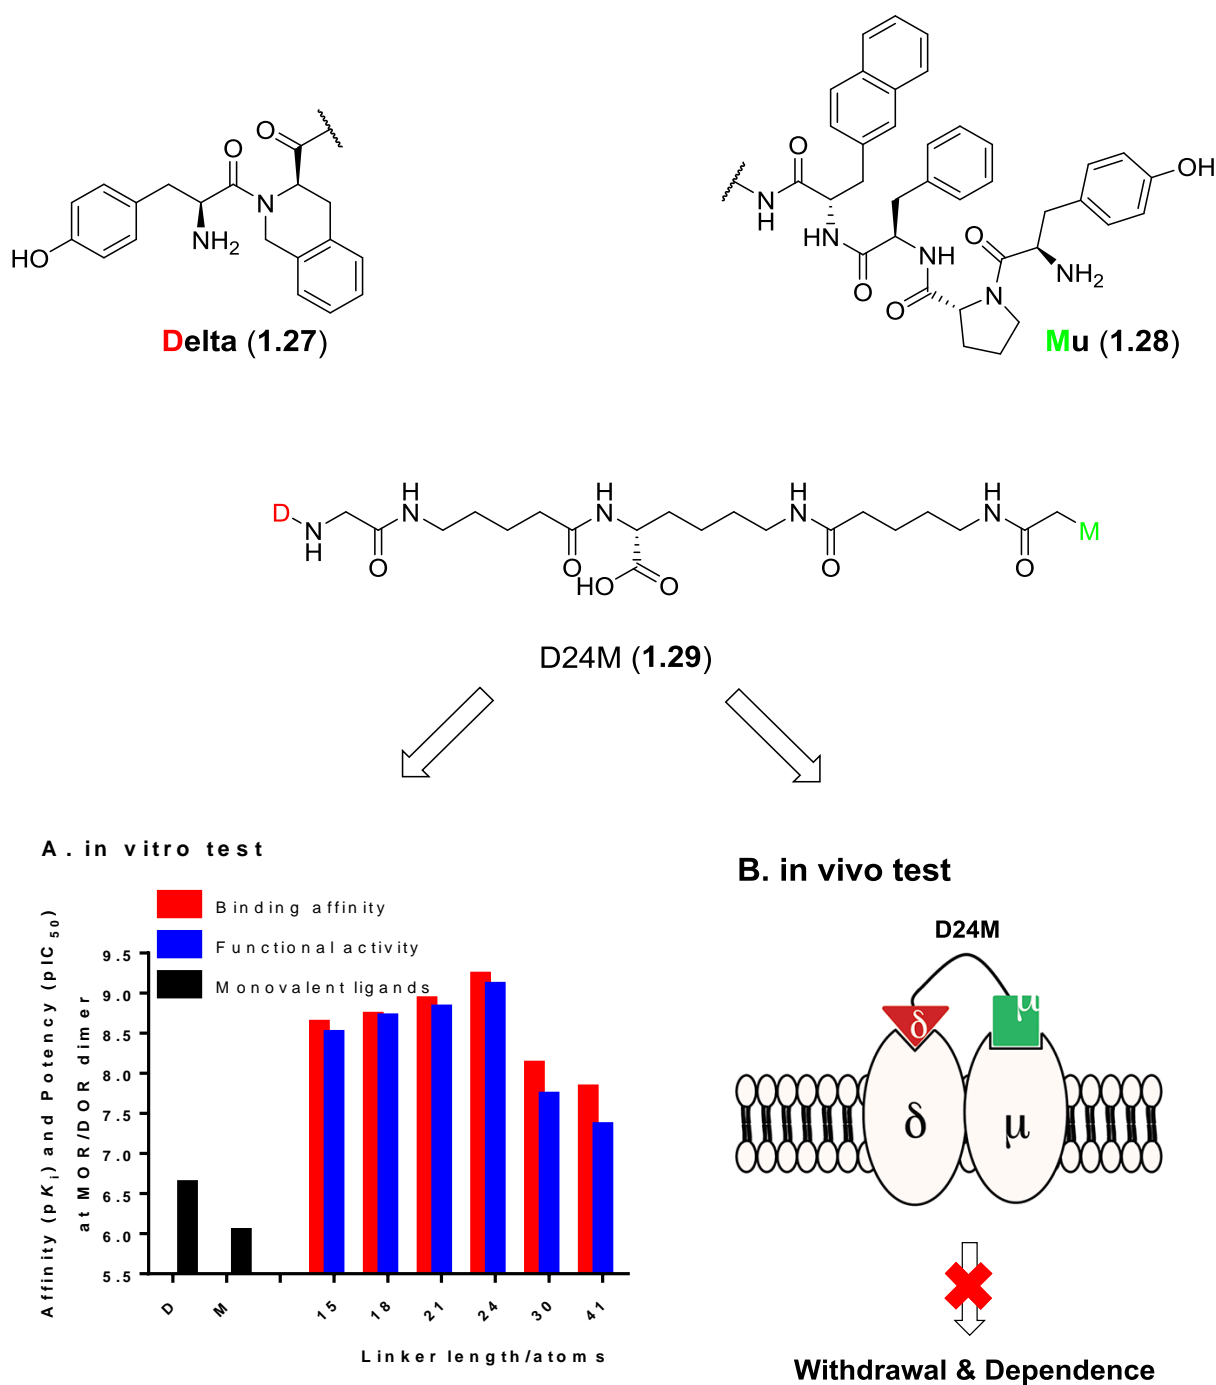 O
O
N
NH2
HO
Delta (1.27)
O
N
H
HN
O
NH
O
O
N
NH2
OH
Mu (1.28)
D
N
H
O
H
N
O
H
N
HO
O
H
N
O
H
N
O
M
D24M (1.29)
A. in vitro test
Binding affinity
Functional activity
Monovalent ligands
Affinity (pKi) and Potency (pIC50)
at MOR/DOR dimer
9.5
9.0
8.5
8.0
7.5
7.0
6.5
6.0
5.5
D
M
15
18
21
24
30
41
Linker length/atoms
B. in vivo test
D24M
δ
μ
δ
μ
Withdrawal & Dependence